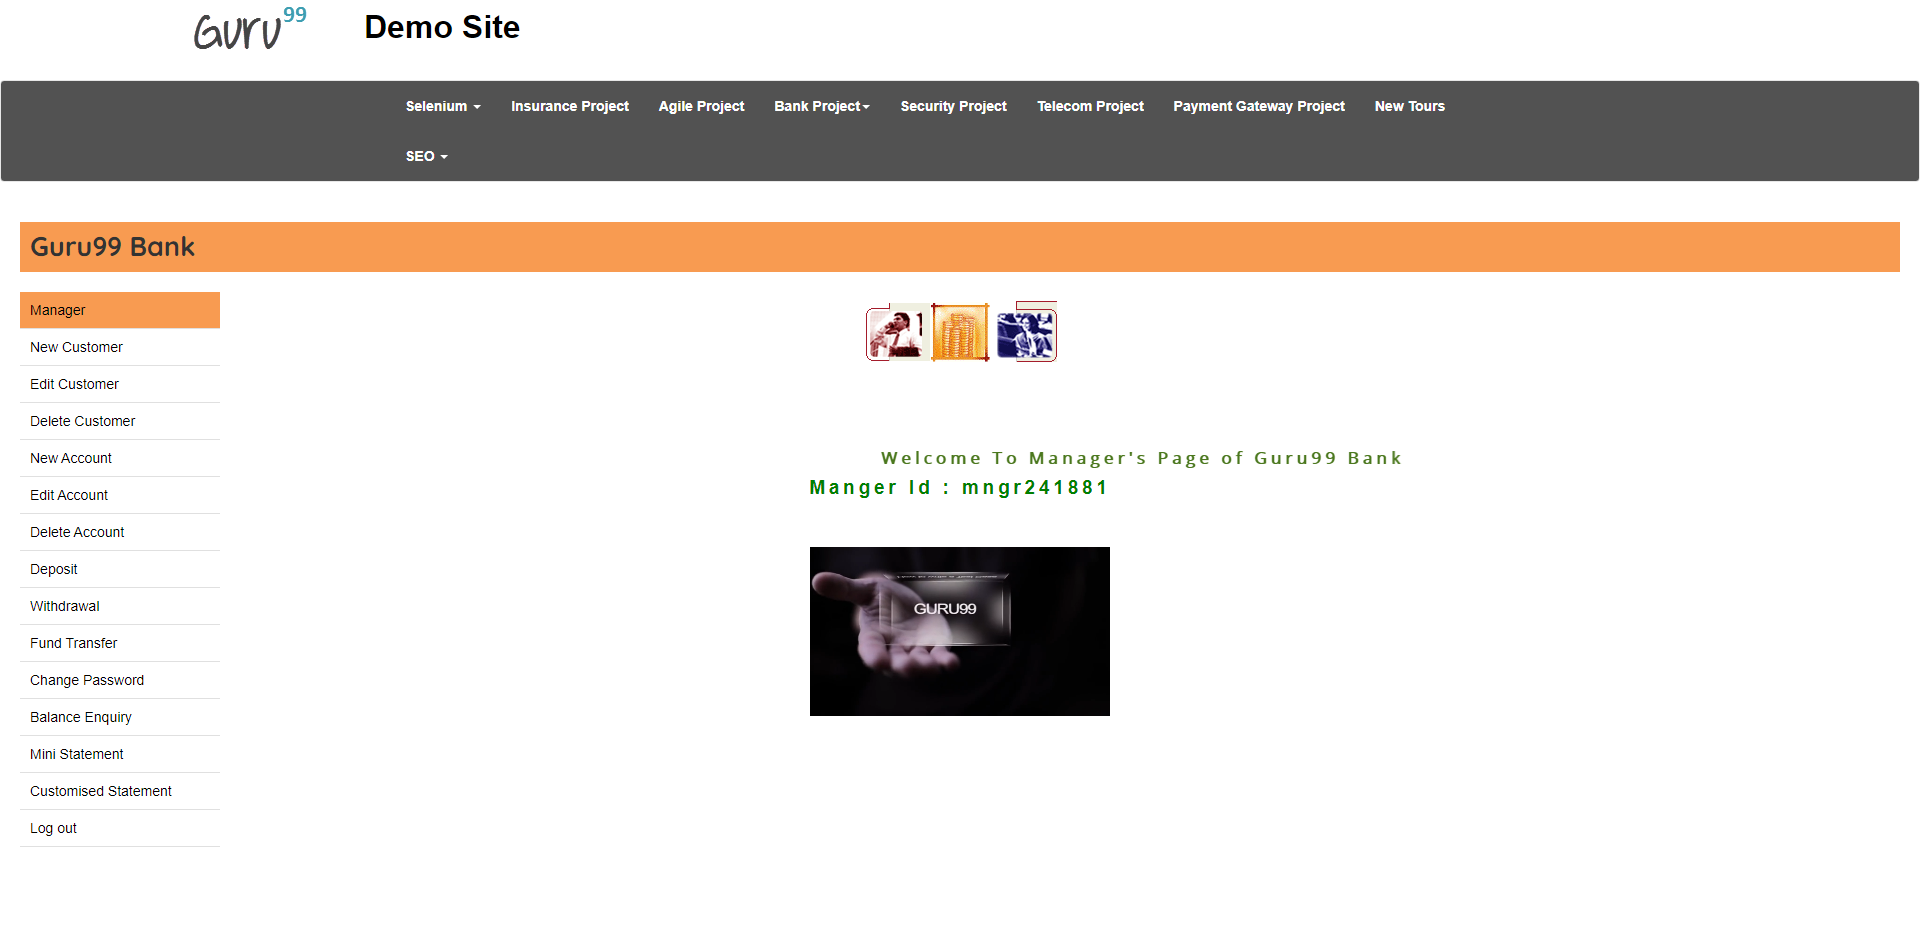 Guru99
Demo Site
Selenium
Insurance Project
Agile Project
Bank Project
Security Project
Telecom Project
Payment Gateway Project
New Tours
SEO
Guru99 Bank
Manager
New Customer
Edit Customer
Delete Customer
New Account
Edit Account
Delete Account
Deposit
Withdrawal
Fund Transfer
Change Password
Balance Enquiry
Mini Statement
Customised Statement
Log out
Welcome To Manager's Page of Guru99 Bank
Manger Id : mngr241881
GURU99